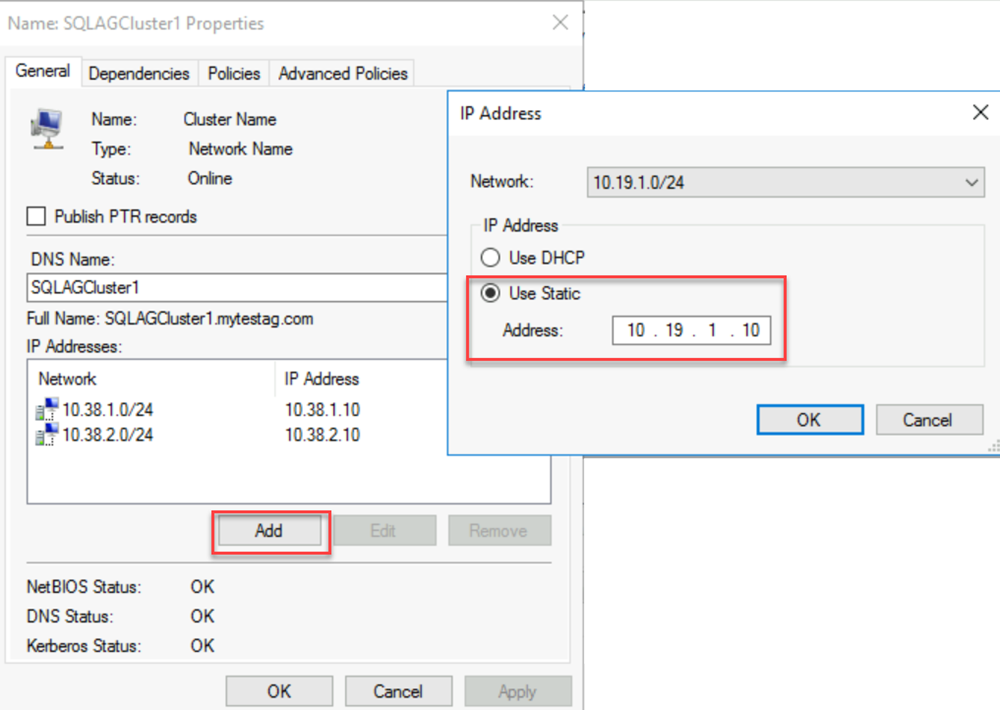 Name: SQLAGCluster1 Properties
General Dependencies Policies Advanced Policies
Name: Cluster Name
Type: Network Name
Status: Online
Publish PTR records
DNS Name:
SQLAGCluster1
Full Name: SQLAGCluster1.mytestag.com
IP Addresses:
Network IP Address
10.38.1.0/24 10.38.1.10
10.38.2.0/24 10.38.2.10
Add Edit Remove
NetBIOS Status: OK
DNS Status: OK
Kerberos Status: OK
OK Cancel Apply
IP Address
Network: 10.19.1.0/24
IP Address
Use DHCP
Use Static
Address: 10 . 19 . 1 . 10
OK Cancel